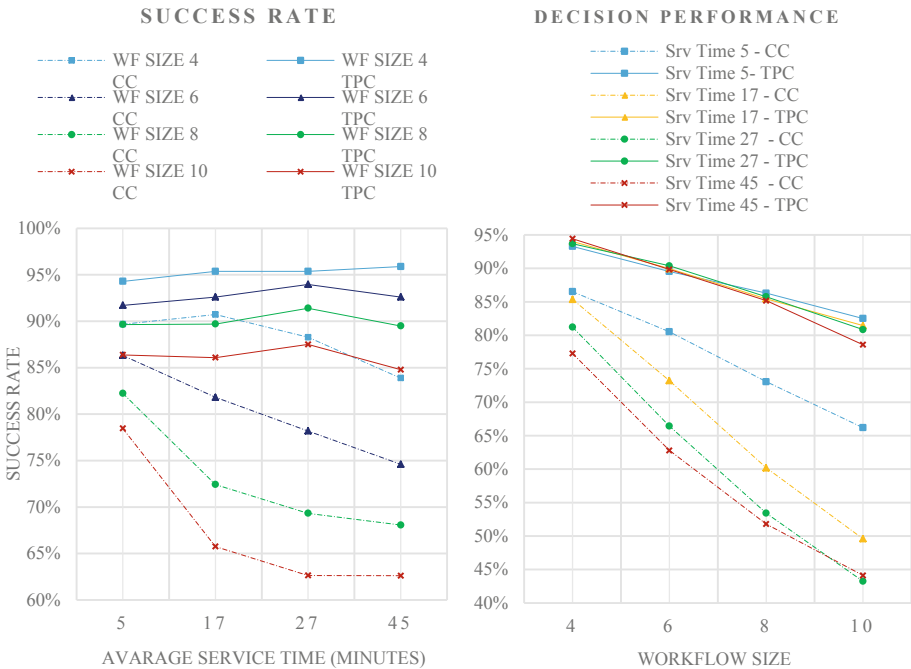 SUCCESS RATE
WF SIZE 4 CC
WF SIZE 4 TPC
WF SIZE 6 CC
WF SIZE 6 TPC
WF SIZE 8 CC
WF SIZE 8 TPC
WF SIZE 10 CC
WF SIZE 10 TPC
100%
95%
90%
85%
80%
75%
70%
65%
60%
SUCCESS RATE
5 17 27 45
AVARAGE SERVICE TIME (MINUTES)
DECISION PERFORMANCE
Srv Time 5 - CC
Srv Time 5- TPC
Srv Time 17 - CC
Srv Time 17 - TPC
Srv Time 27 - CC
Srv Time 27 - TPC
Srv Time 45 - CC
Srv Time 45 - TPC
95%
90%
85%
80%
75%
70%
65%
60%
55%
50%
45%
40%
4 6 8 10
WORKFLOW SIZE